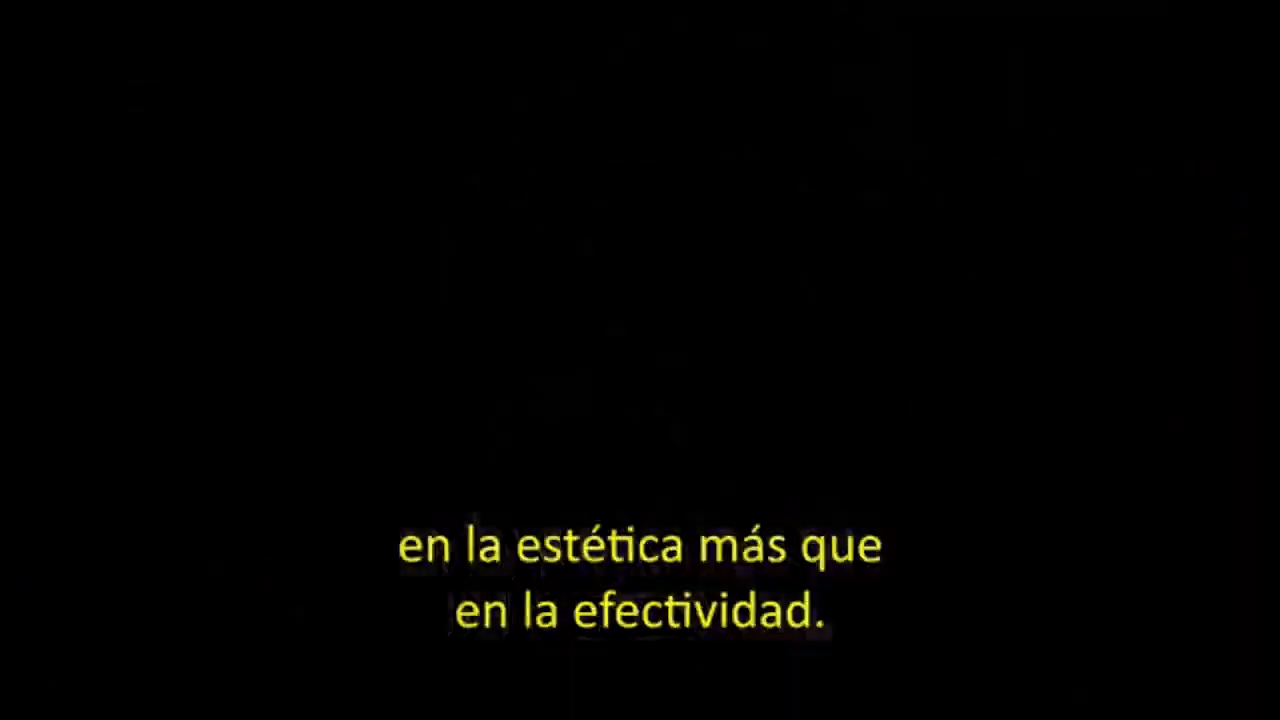 en la estética más que
en la efectividad.